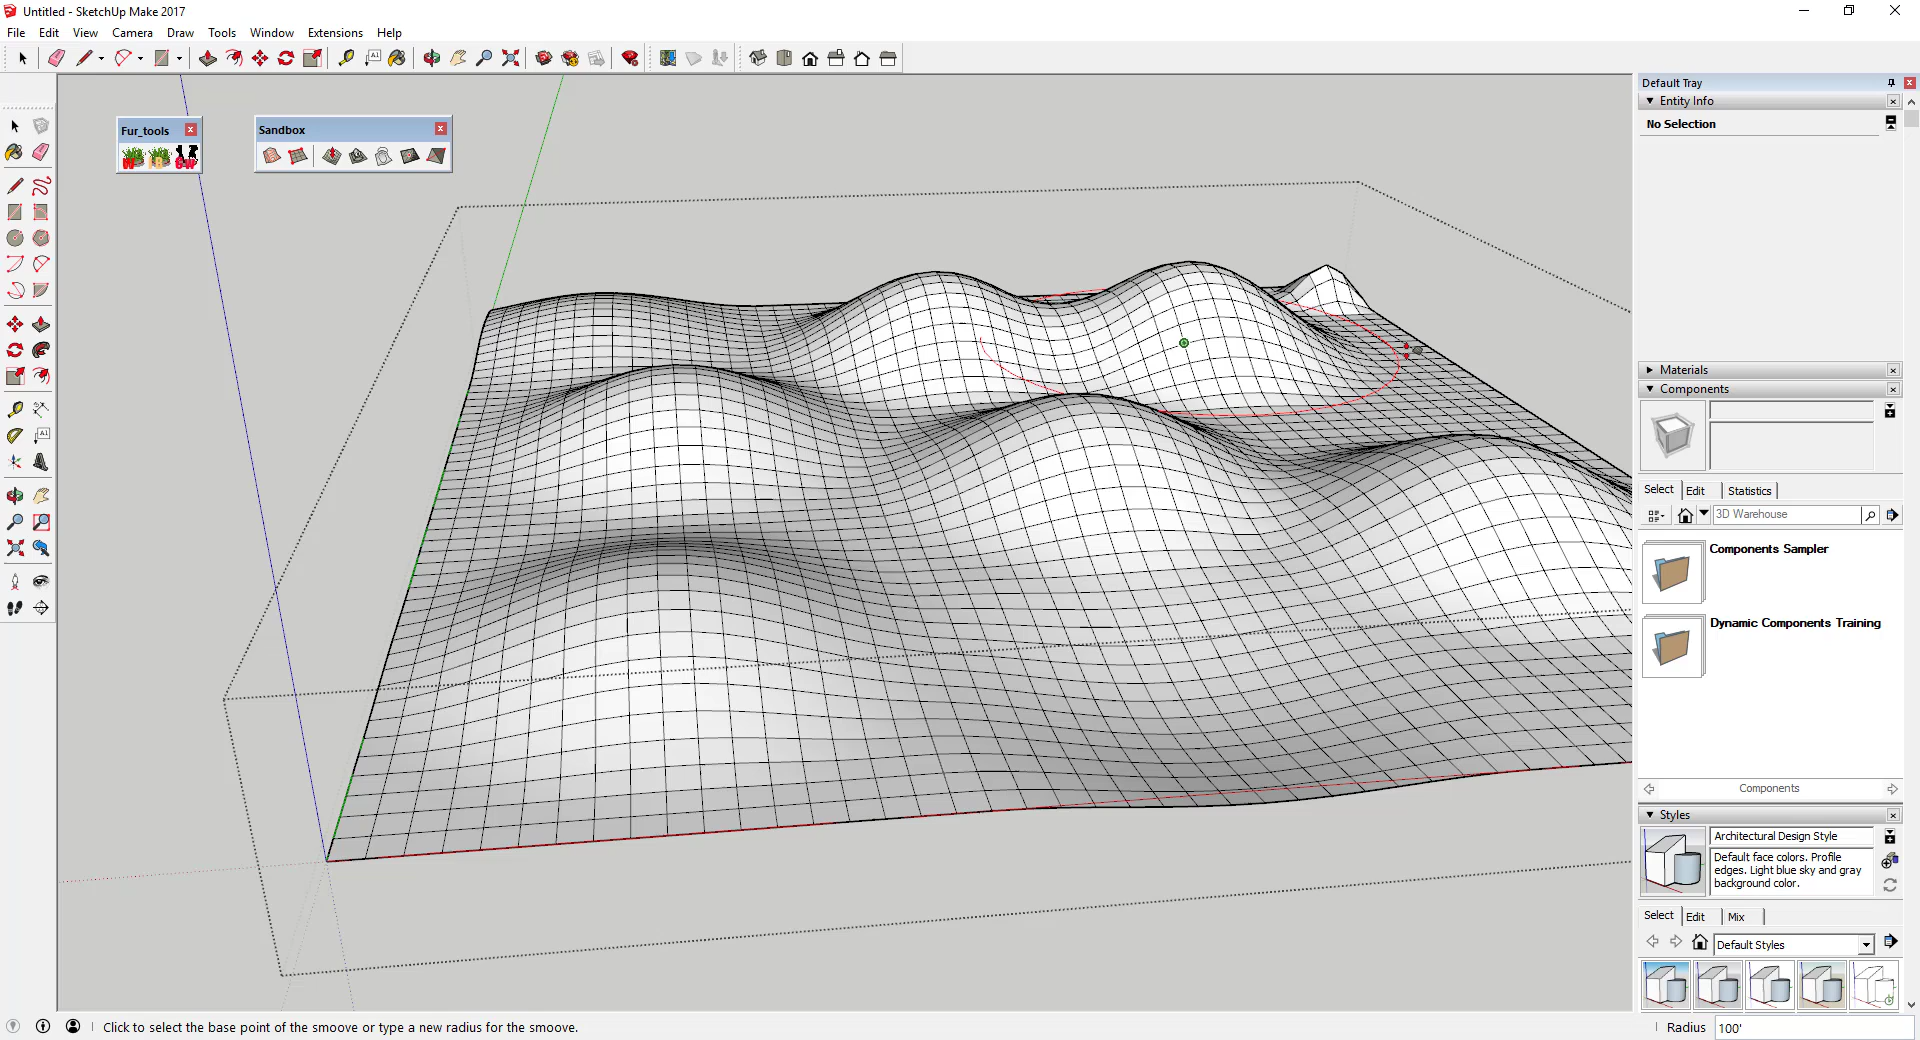 Untitled - SketchUp Make 2017
File Edit View Camera Draw Tools Window Extensions Help
Default Tray
Entity Info
No Selection
Fur_tools
Sandbox
Materials
Components
Select Edit Statistics
3D Warehouse
Components Sampler
Dynamic Components Training
Components
Styles
Architectural Design Style
Default face colors. Profile
edges. Light blue sky and gray
background color.
Select Edit Mix
Default Styles
Click to select the base point of the smoove or type a new radius for the smoove.
Radius 100'